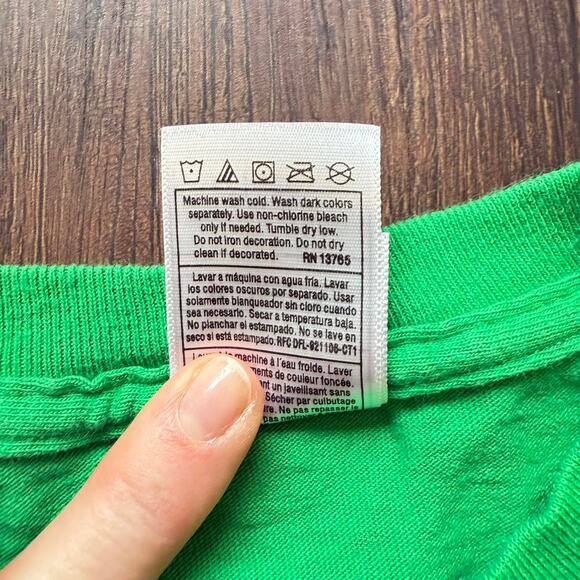 Machine wash cold. Wash dark colors
separately. Use non-chlorine bleach
only if needed. Tumble dry low.
Do not iron decoration. Do not dry
clean if decorated. RN 13765
Lavar a máquina con agua fria. Lavar
los colores oscuros por separado. Usar
solamente blanqueador sin cloro cuando
sea necesario. Secar a temperatura baja.
No planchar el estampado. No se lave en
seco si está estampado. RFC DFL-921106-CT1
machine à l'eau froide. Laver
de couleur foncée.
un javellisant sans
Sécher par culbutage
Ne pas repasser le